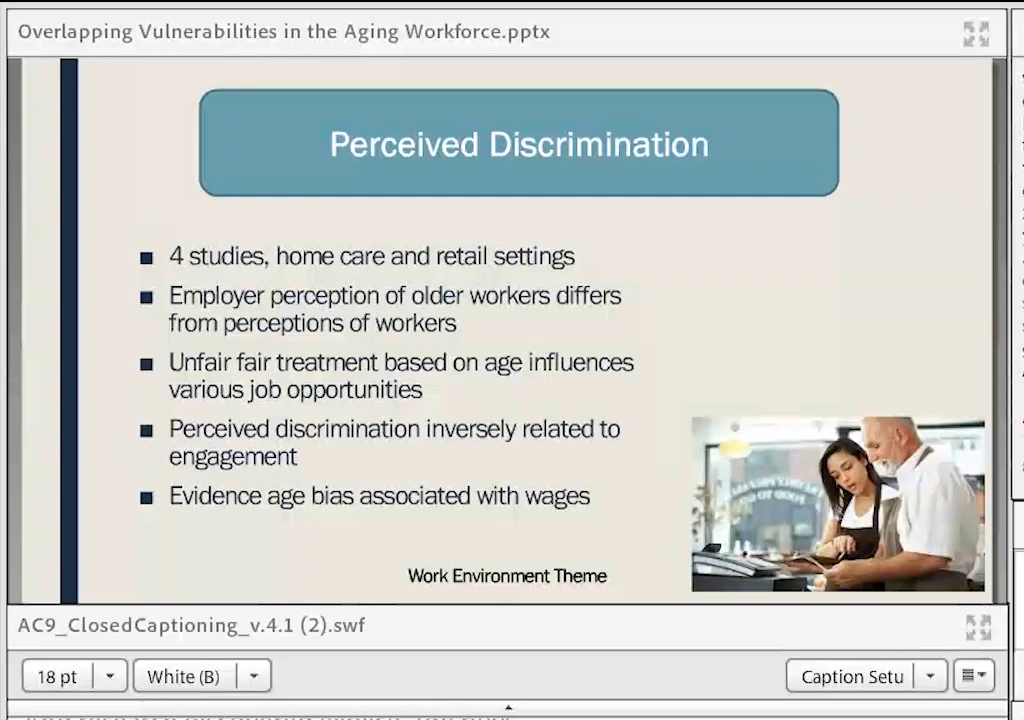 Overlapping Vulnerabilities in the Aging Workforce.pptx
Perceived Discrimination
4 studies, home care and retail settings
Employer perception of older workers differs
from perceptions of workers
Unfair fair treatment based on age influences
various job opportunities
Perceived discrimination inversely related to
engagement
Evidence age bias associated with wages
Work Environment Theme
AC9_ClosedCaptioning_v.4.1 (2).swf
18 pt
White (B)
Caption Setu